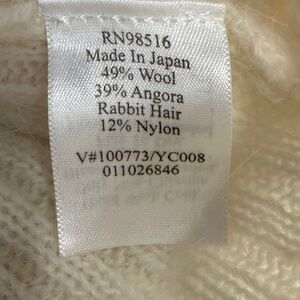 RN98516
Made In Japan
49% Wool
39% Angora
Rabbit Hair
12% Nylon
V#100773/YC008
011026846